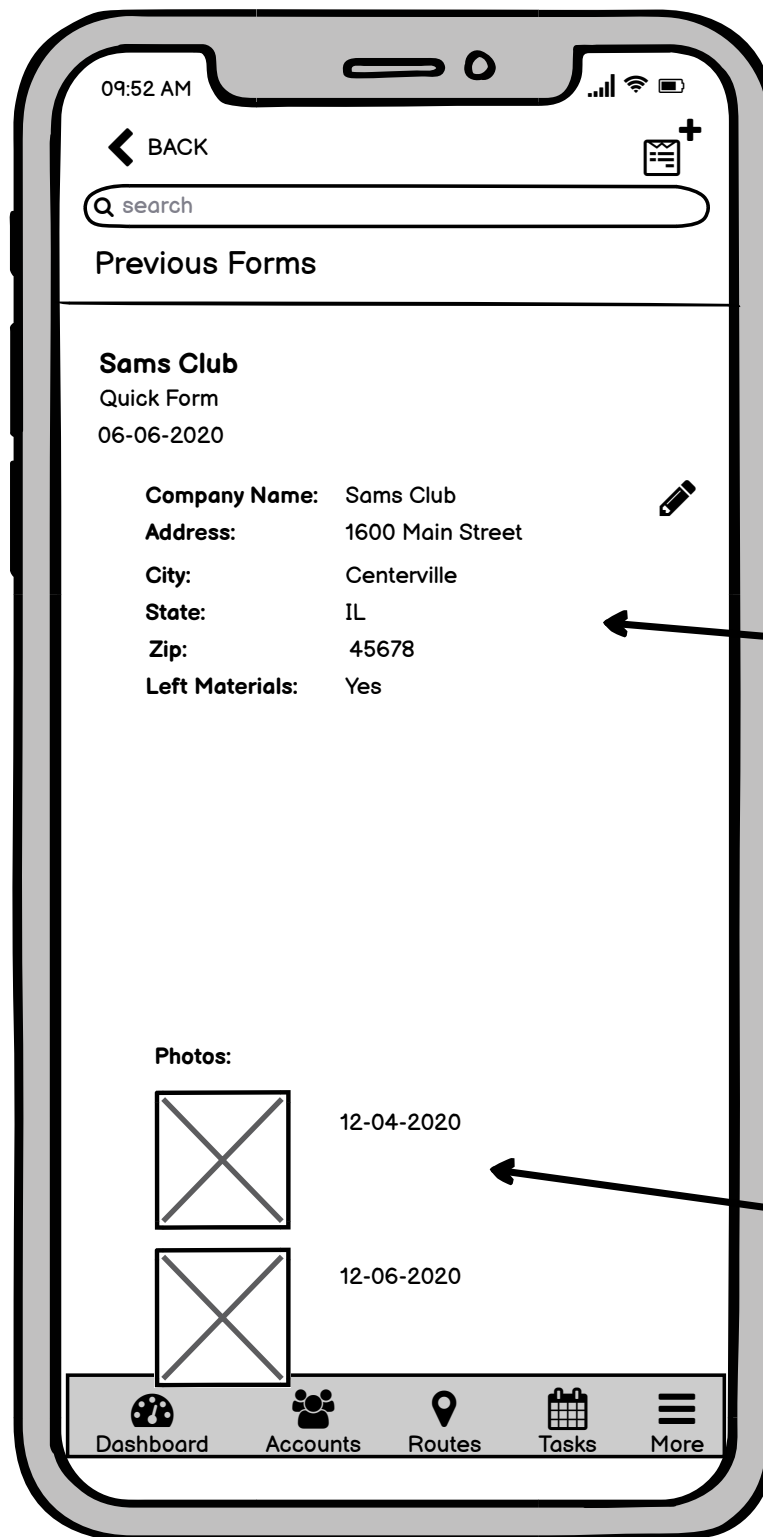 09:52 AM
BACK
search
Previous Forms
Sams Club
Quick Form
06-06-2020
Company Name: Sams Club
Address: 1600 Main Street
City: Centerville
State: IL
Zip: 45678
Left Materials: Yes
Photos:
12-04-2020
12-06-2020
Dashboard Accounts Routes Tasks More